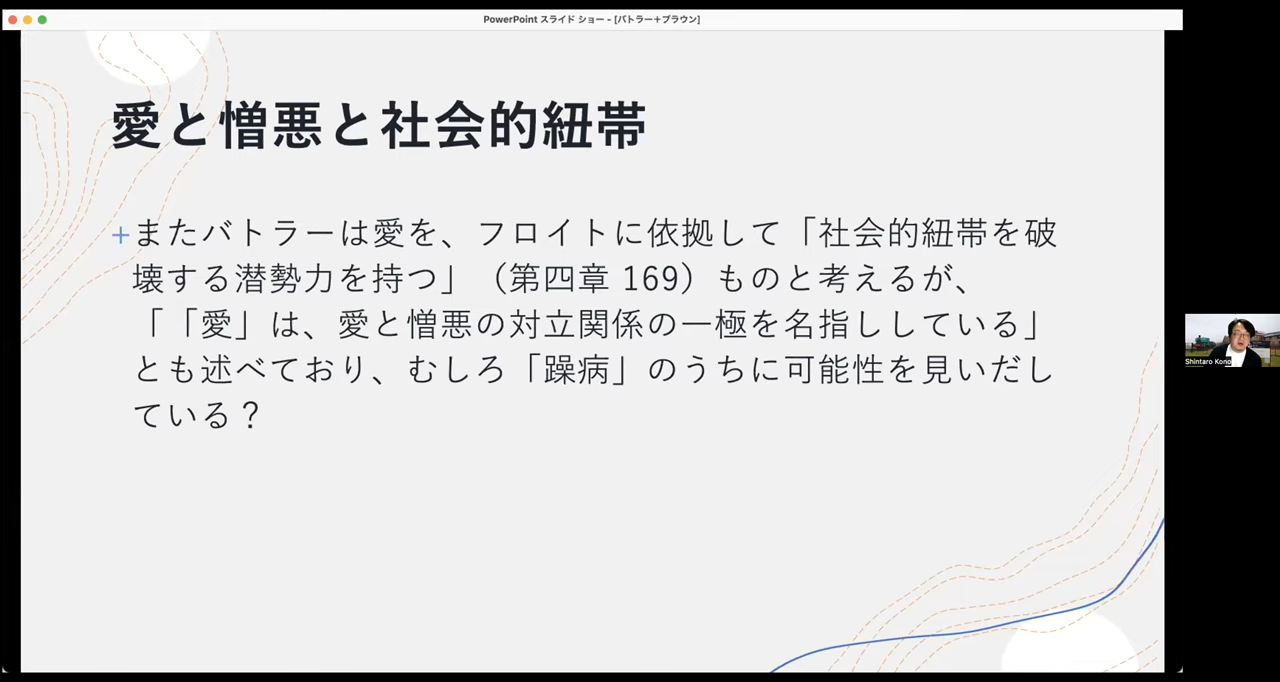 PowerPoint スライド ショー - [バトラー＋ブラウン]
愛と憎悪と社会的紐帯
+またバトラーは愛を、フロイトに依拠して「社会的紐帯を破
壊する潜勢力を持つ」（第四章 169）ものと考えるが、
「「愛」は、愛と憎悪の対立関係の一極を名指ししている」
とも述べており、むしろ「躁病」のうちに可能性を見いだし
ている？
Shintaro Kono